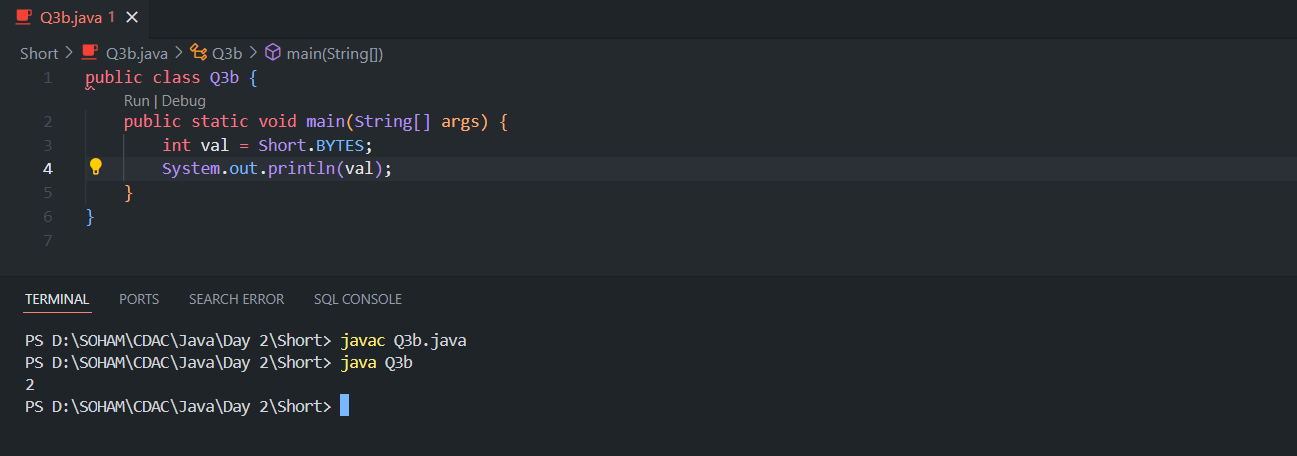 Q3b.java 1
Short > Q3b.java > Q3b > main(String[])
1 public class Q3b {
Run | Debug
2 public static void main(String[] args) {
3 int val = Short.BYTES;
4 System.out.println(val);
5 }
6 }
7
TERMINAL PORTS SEARCH ERROR SQL CONSOLE
PS D:\SOHAM\CDAC\Java\Day 2\Short> javac Q3b.java
PS D:\SOHAM\CDAC\Java\Day 2\Short> java Q3b
2
PS D:\SOHAM\CDAC\Java\Day 2\Short>